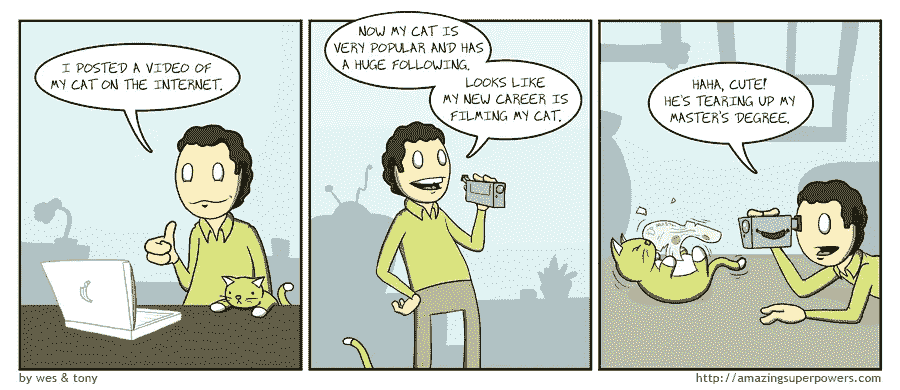 I POSTED A VIDEO OF
MY CAT ON THE INTERNET.
NOW MY CAT IS
VERY POPULAR AND HAS
A HUGE FOLLOWING.
LOOKS LIKE
MY NEW CAREER IS
FILMING MY CAT.
HAHA, CUTE!
HE'S TEARING UP MY
MASTER'S DEGREE.
by wes & tony
http://amazingsuperpowers.com